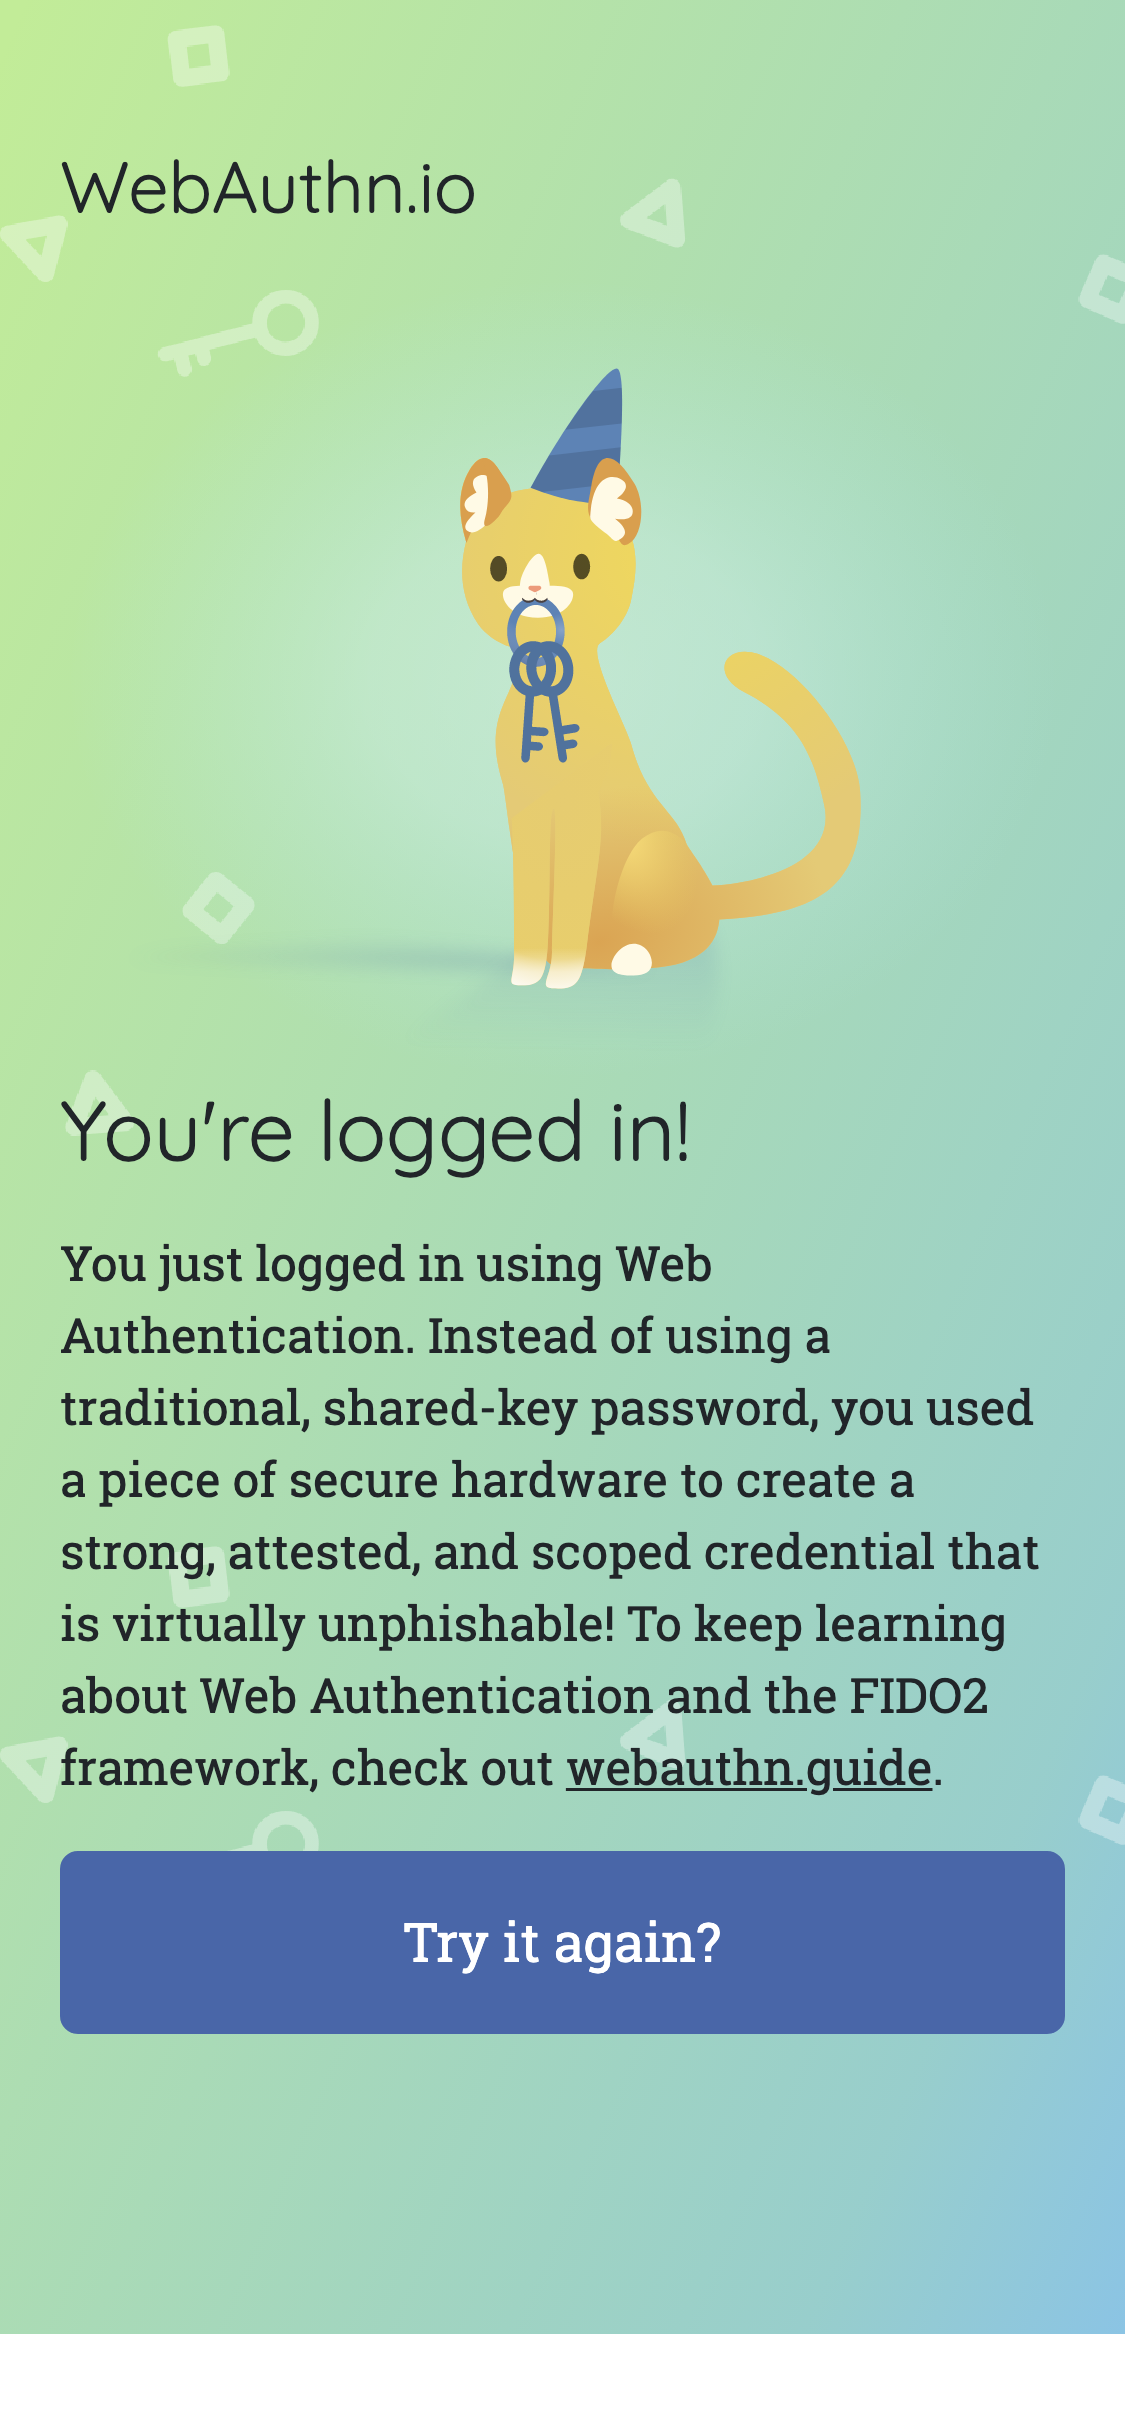 WebAuthn.io
You're logged in!
You just logged in using Web
Authentication. Instead of using a
traditional, shared-key password, you used
a piece of secure hardware to create a
strong, attested, and scoped credential that
is virtually unphishable! To keep learning
about Web Authentication and the FIDO2
framework, check out webauthn.guide.
Try it again?